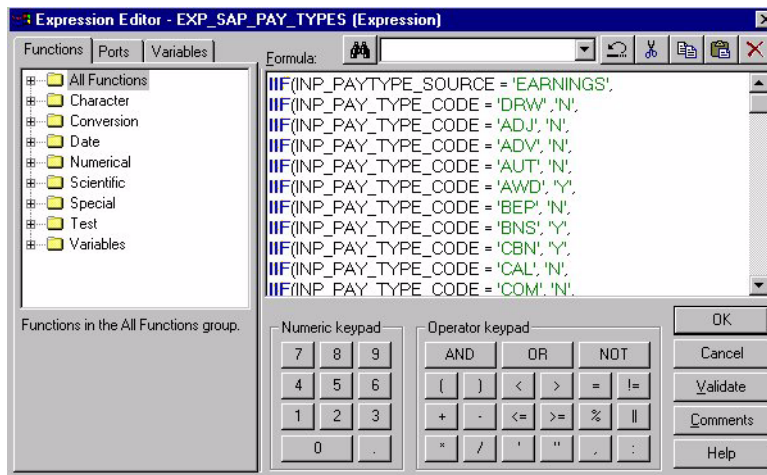 Expression Editor - EXP_SAP_PAY_TYPES (Expression)
Functions Ports Variables
Formula:
All Functions
Character
Conversion
Date
Numerical
Scientific
Special
Test
Variables
Functions in the All Functions group.
IIF(INP_PAYTYPE_SOURCE = 'EARNINGS',
IIF(INP_PAY_TYPE_CODE = 'DRW' ,'N',
IIF(INP_PAY_TYPE_CODE = 'ADJ', 'N',
IIF(INP_PAY_TYPE_CODE = 'ADV', 'N',
IIF(INP_PAY_TYPE_CODE = 'AUT', 'N',
IIF(INP_PAY_TYPE_CODE = 'AWD', 'Y',
IIF(INP_PAY_TYPE_CODE = 'BEP', 'N',
IIF(INP_PAY_TYPE_CODE = 'BNS', 'Y',
IIF(INP_PAY_TYPE_CODE = 'CBN', 'Y',
IIF(INP_PAY_TYPE_CODE = 'CAL', 'N',
IIF(INP_PAY_TYPE_CODE = 'COM', 'N',
Numeric keypad
7 8 9
4 5 6
1 2 3
0 .
Operator keypad
AND OR NOT
( ) < > = !=
+ - <= >= % ||
* / ' " , :
OK
Cancel
Validate
Comments
Help